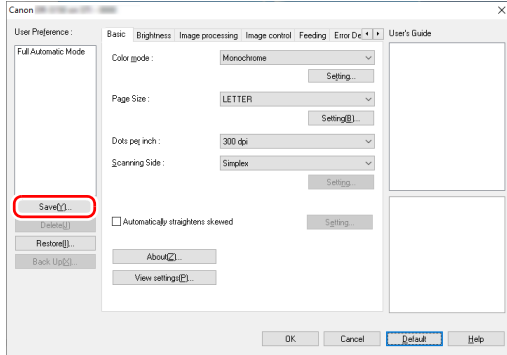 Canon
User Preference :
Full Automatic Mode
Save(Y)...
Delete(J)
Restore(I)...
Back Up(X)...
Basic Brightness Image processing Image control Feeding Error De
Color mode : Monochrome
Setting...
Page Size : LETTER
Setting(B)...
Dots per inch : 300 dpi
Scanning Side : Simplex
Setting...
Automatically straightens skewed Setting...
About(Z)...
View settings(P)...
User's Guide
OK Cancel Default Help